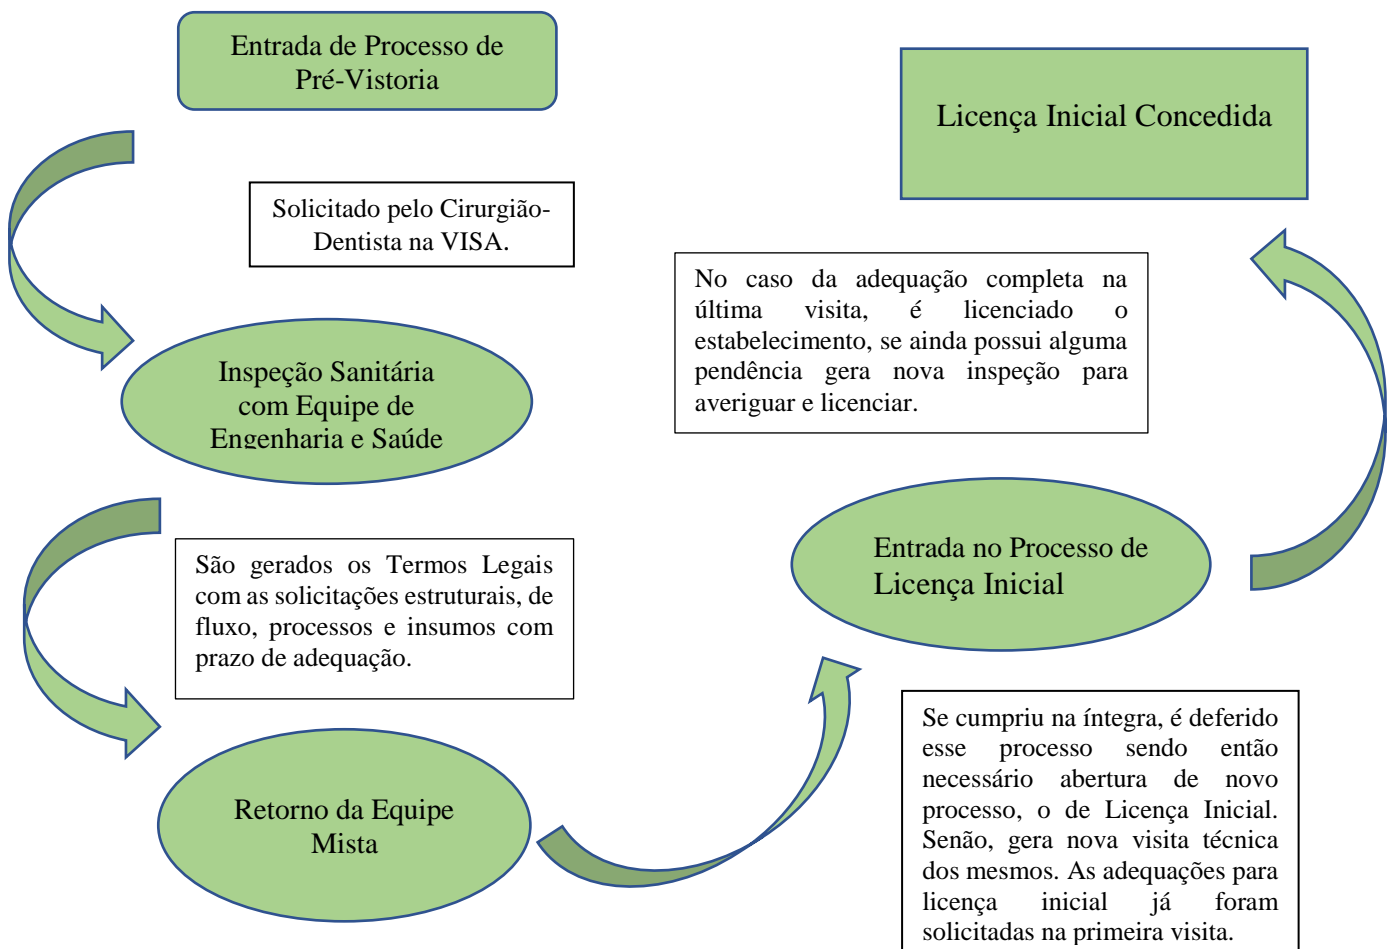 Entrada de Processo de
Pré-Vistoria
Solicitado pelo Cirurgião-
Dentista na VISA.
Inspeção Sanitária
com Equipe de
Engenharia e Saúde
São gerados os Termos Legais
com as solicitações estruturais, de
fluxo, processos e insumos com
prazo de adequação.
Retorno da Equipe
Mista
Se cumpriu na íntegra, é deferido
esse processo sendo então
necessário abertura de novo
processo, o de Licença Inicial.
Senão, gera nova visita técnica
dos mesmos. As adequações para
licença inicial já foram
solicitadas na primeira visita.
Entrada no Processo de
Licença Inicial
No caso da adequação completa na
última visita, é licenciado o
estabelecimento, se ainda possui alguma
pendência gera nova inspeção para
averiguar e licenciar.
Licença Inicial Concedida